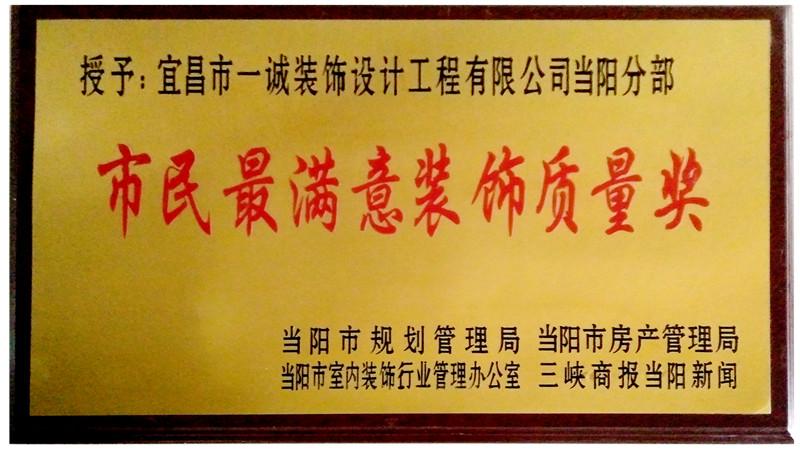 授予：宜昌市一诚装饰设计工程有限公司当阳分部
市民最满意装饰质量奖
当阳市规划管理局 当阳市房产管理局
当阳市室内装饰行业管理办公室 三峡商报当阳新闻